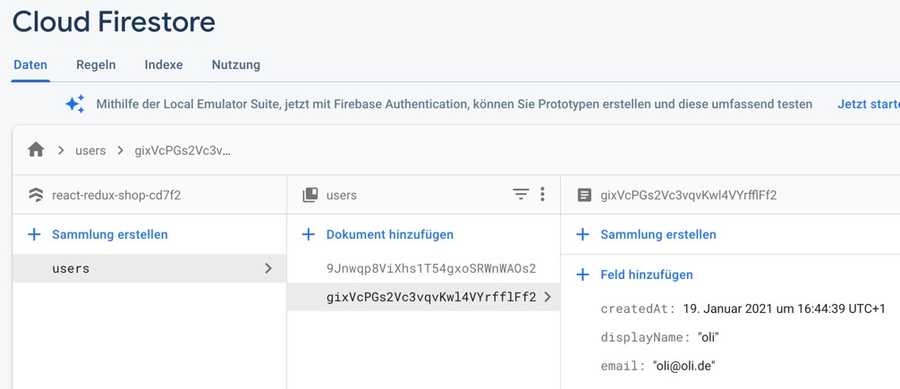 Cloud Firestore
Daten Regeln Indexe Nutzung
Mithilfe der Local Emulator Suite, jetzt mit Firebase Authentication, können Sie Prototypen erstellen und diese umfassend testen Jetzt starte
users gixVcPGs2Vc3v...
react-redux-shop-cd7f2 users gixVcPGs2Vc3vqvKwl4VYrfflFf2
Sammlung erstellen Dokument hinzufügen Sammlung erstellen
users 9Jnwqp8ViXhs1T54gxoSRWnWAOs2 Feld hinzufügen
gixVcPGs2Vc3vqvKwl4VYrfflFf2
createdAt: 19. Januar 2021 um 16:44:39 UTC+1
displayName: "oli"
email: "oli@oli.de"